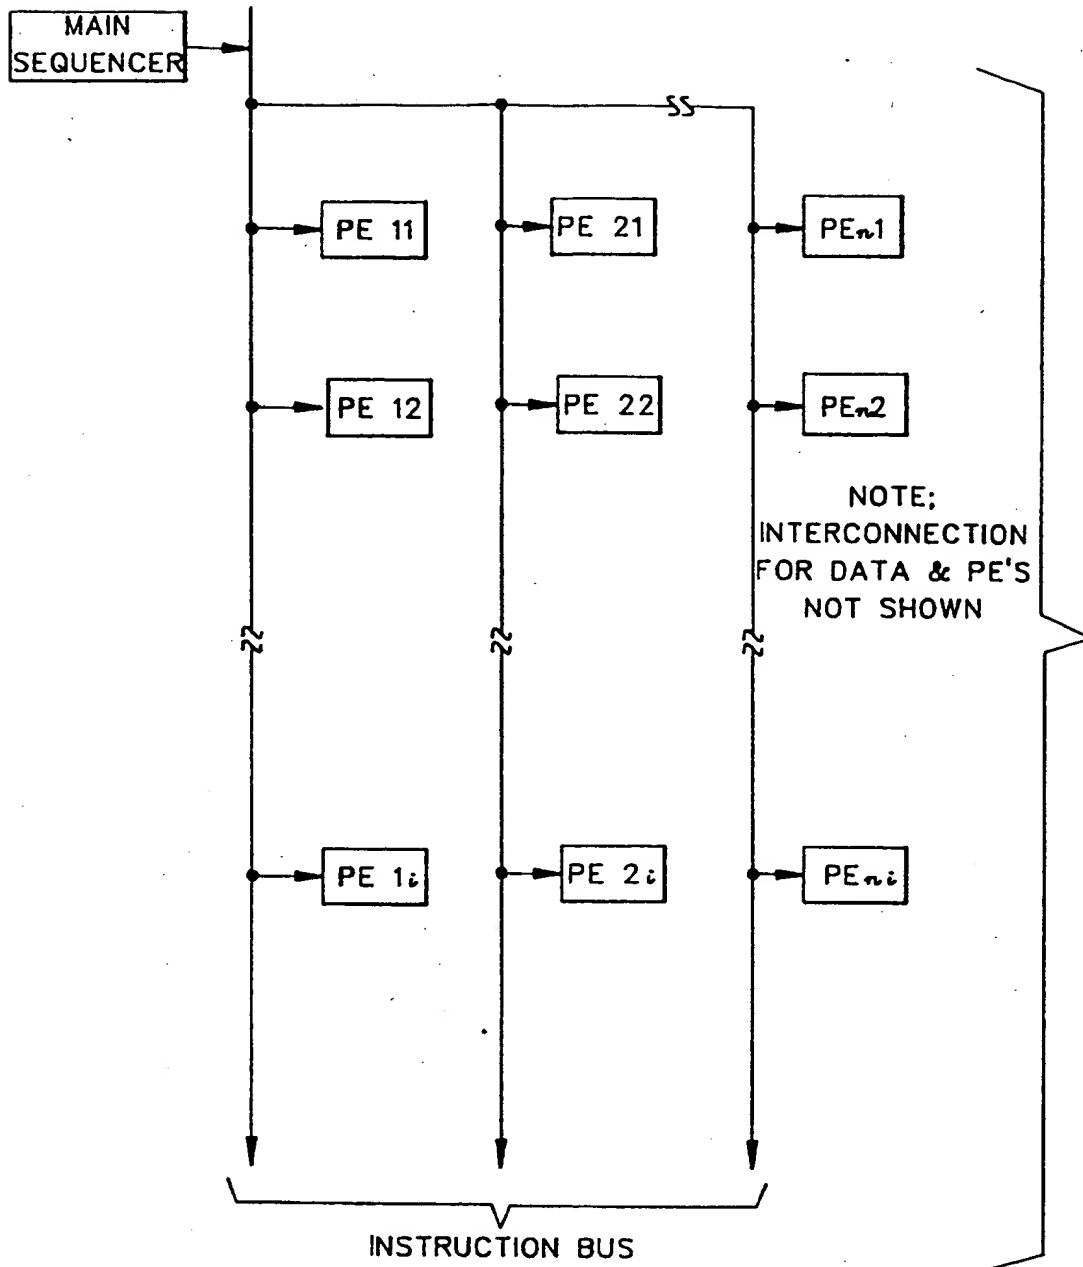 MAIN
SEQUENCER
PE 11
PE 21
PEn1
PE 12
PE 22
PEn2
NOTE;
INTERCONNECTION
FOR DATA & PE'S
NOT SHOWN
PE 1i
PE 2i
PEni
INSTRUCTION BUS